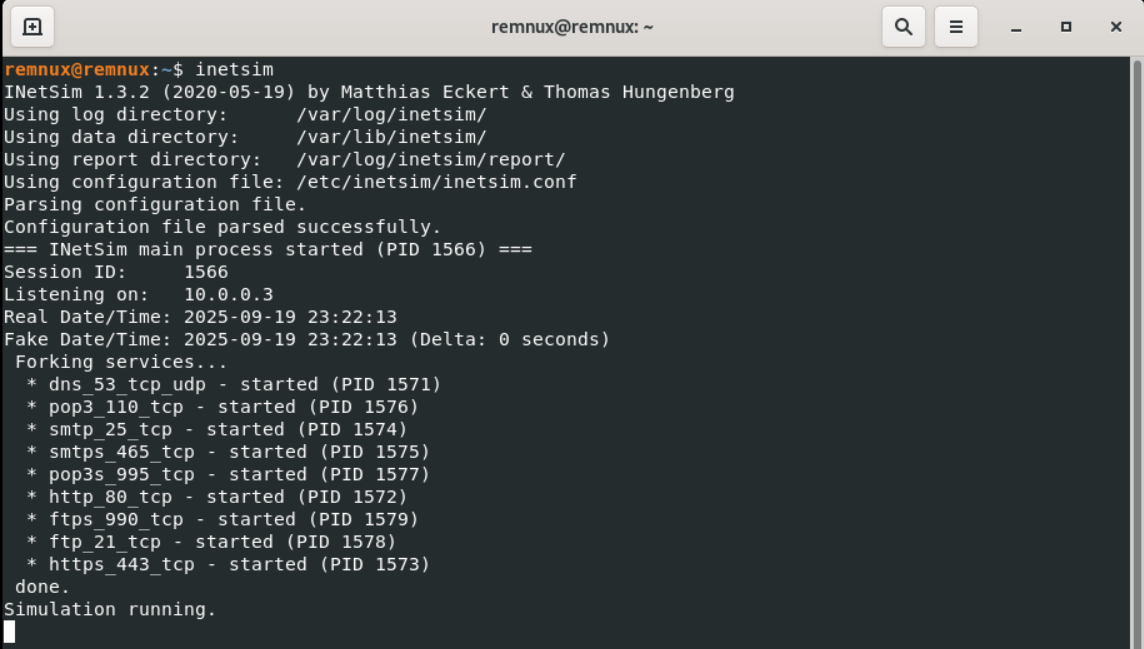 remnux@remnux: ~
remnux@remnux:~$ inetsim
INetSim 1.3.2 (2020-05-19) by Matthias Eckert & Thomas Hungenberg
Using log directory:      /var/log/inetsim/
Using data directory:     /var/lib/inetsim/
Using report directory:   /var/log/inetsim/report/
Using configuration file: /etc/inetsim/inetsim.conf
Parsing configuration file.
Configuration file parsed successfully.
=== INetSim main process started (PID 1566) ===
Session ID:     1566
Listening on:   10.0.0.3
Real Date/Time: 2025-09-19 23:22:13
Fake Date/Time: 2025-09-19 23:22:13 (Delta: 0 seconds)
 Forking services...
  * dns_53_tcp_udp - started (PID 1571)
  * pop3_110_tcp - started (PID 1576)
  * smtp_25_tcp - started (PID 1574)
  * smtps_465_tcp - started (PID 1575)
  * pop3s_995_tcp - started (PID 1577)
  * http_80_tcp - started (PID 1572)
  * ftps_990_tcp - started (PID 1579)
  * ftp_21_tcp - started (PID 1578)
  * https_443_tcp - started (PID 1573)
 done.
Simulation running.